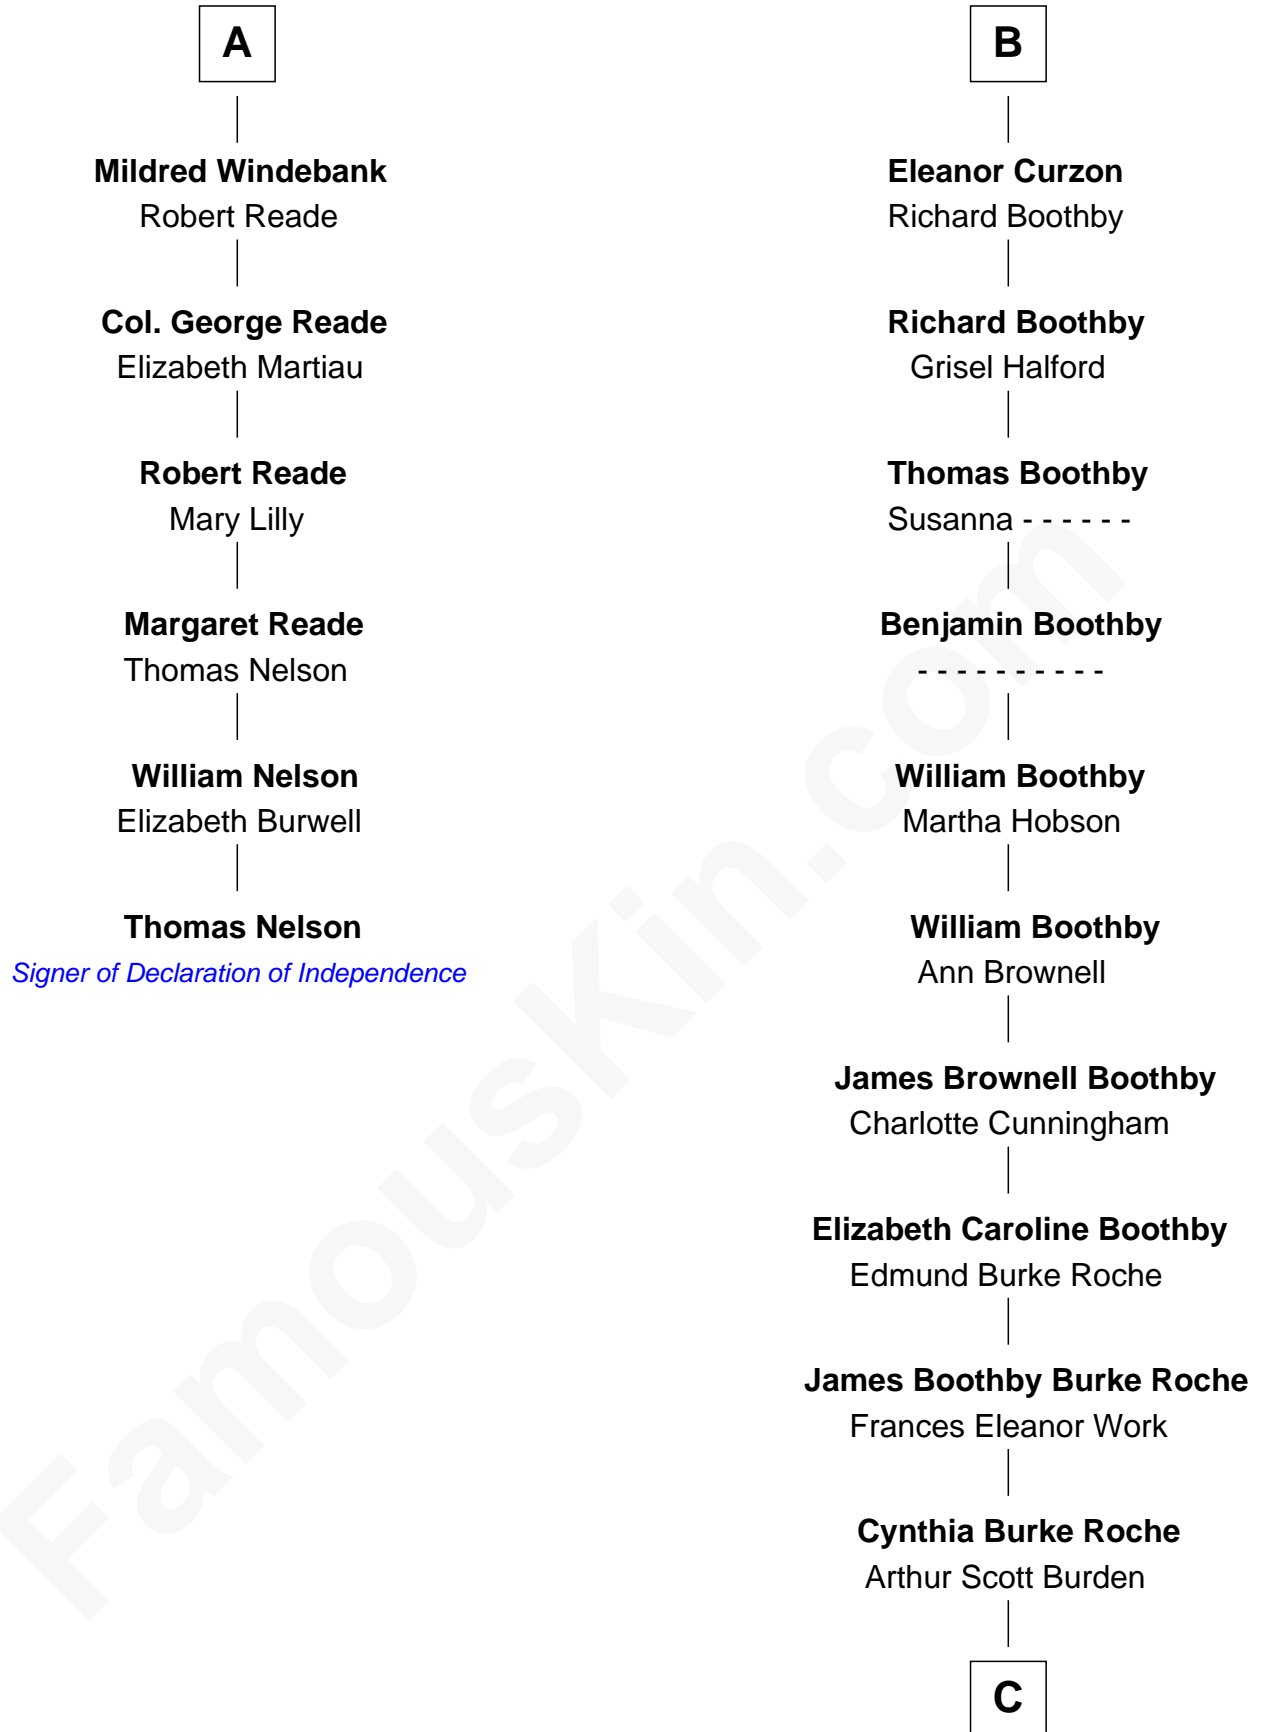 A
Mildred Windebank
Robert Reade
Col. George Reade
Elizabeth Martiau
Robert Reade
Mary Lilly
Margaret Reade
Thomas Nelson
William Nelson
Elizabeth Burwell
Thomas Nelson
Signer of Declaration of Independence
B
Eleanor Curzon
Richard Boothby
Richard Boothby
Grisel Halford
Thomas Boothby
Susanna - - - - - -
Benjamin Boothby
- - - - - - - - - -
William Boothby
Martha Hobson
William Boothby
Ann Brownell
James Brownell Boothby
Charlotte Cunningham
Elizabeth Caroline Boothby
Edmund Burke Roche
James Boothby Burke Roche
Frances Eleanor Work
Cynthia Burke Roche
Arthur Scott Burden
C
FamousKin.com